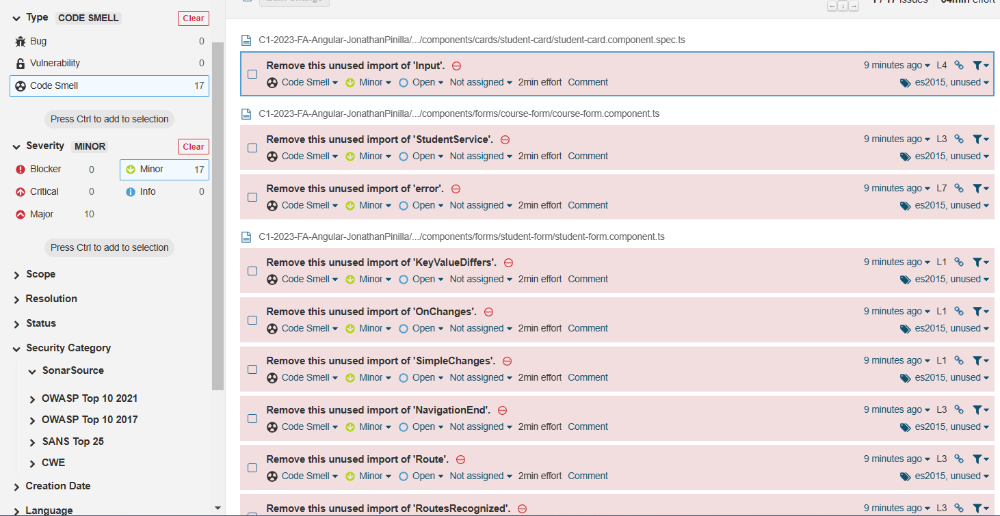 Type CODE SMELL Clear
Bug 0
Vulnerability 0
Code Smell 17
Press Ctrl to add to selection
Severity MINOR Clear
Blocker 0 Minor 17
Critical 0 Info 0
Major 10
Press Ctrl to add to selection
Scope
Resolution
Status
Security Category
SonarSource
OWASP Top 10 2021
OWASP Top 10 2017
SANS Top 25
CWE
Creation Date
Language
Bulk Change
1 / 17 issues 54min effort
C1-2023-FA-Angular-JonathanPinilla/.../components/cards/student-card/student-card.component.spec.ts
Remove this unused import of 'Input'. 9 minutes ago L4
Code Smell Minor Open Not assigned 2min effort Comment es2015, unused
C1-2023-FA-Angular-JonathanPinilla/.../components/forms/course-form/course-form.component.ts
Remove this unused import of 'StudentService'. 9 minutes ago L3
Code Smell Minor Open Not assigned 2min effort Comment es2015, unused
Remove this unused import of 'error'. 9 minutes ago L7
Code Smell Minor Open Not assigned 2min effort Comment es2015, unused
C1-2023-FA-Angular-JonathanPinilla/.../components/forms/student-form/student-form.component.ts
Remove this unused import of 'KeyValueDiffers'. 9 minutes ago L1
Code Smell Minor Open Not assigned 2min effort Comment es2015, unused
Remove this unused import of 'OnChanges'. 9 minutes ago L1
Code Smell Minor Open Not assigned 2min effort Comment es2015, unused
Remove this unused import of 'SimpleChanges'. 9 minutes ago L1
Code Smell Minor Open Not assigned 2min effort Comment es2015, unused
Remove this unused import of 'NavigationEnd'. 9 minutes ago L3
Code Smell Minor Open Not assigned 2min effort Comment es2015, unused
Remove this unused import of 'Route'. 9 minutes ago L3
Code Smell Minor Open Not assigned 2min effort Comment es2015, unused
Remove this unused import of 'RoutesRecognized'. 9 minutes ago L3